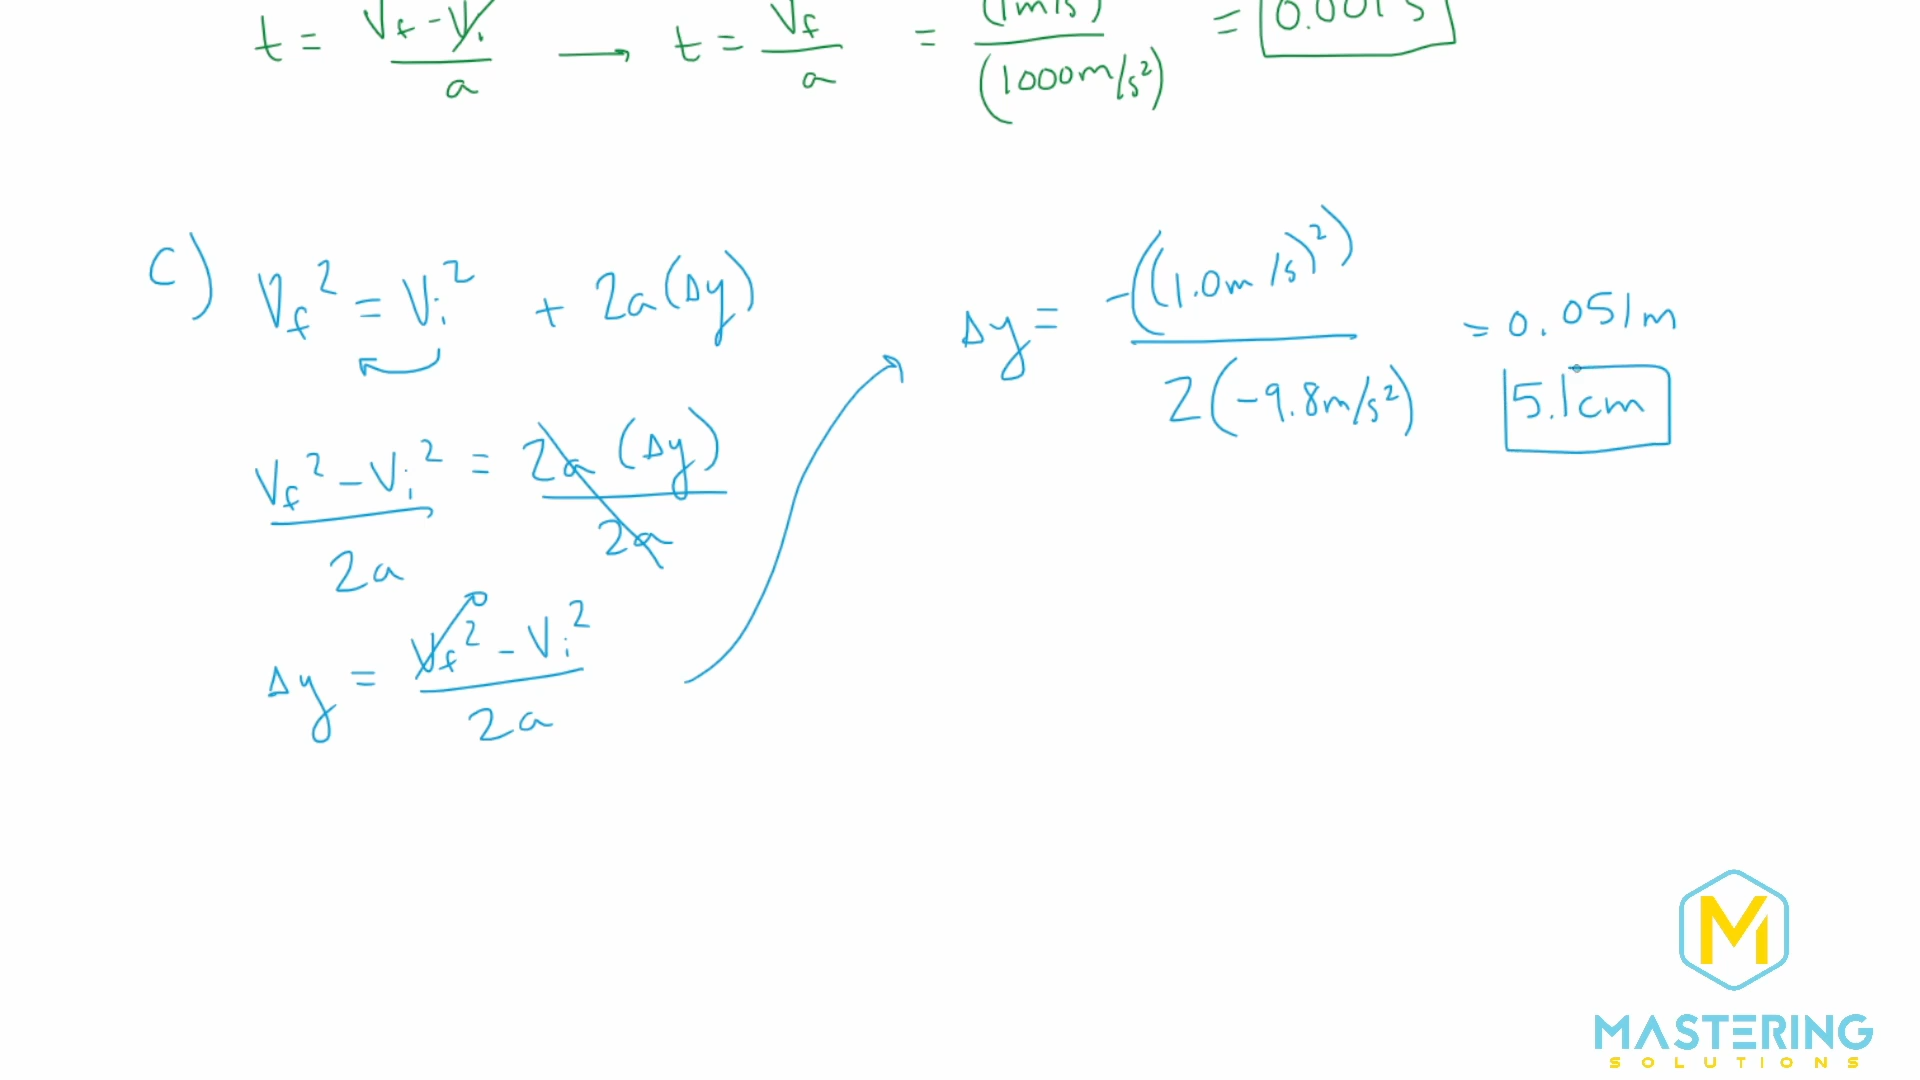 t = Vf - Vi / a → t = Vf / a = (1m/s) / (1000m/s²) = 0.001 s
C) Vf² = Vi² + 2a(Δy)
Vf² - Vi² / 2a = 2a (Δy) / 2a
Δy = Vf² - Vi² / 2a
Δy = -((1.0m/s)²) / 2(-9.8m/s²) = 0.051m
5.1cm
M
MASTERING
SOLUTIONS